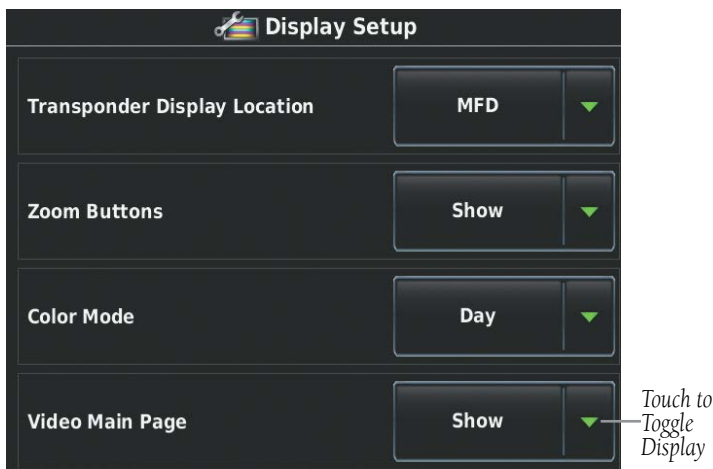 Display Setup
Transponder Display Location MFD
Zoom Buttons Show
Color Mode Day
Video Main Page Show
Touch to
Toggle
Display